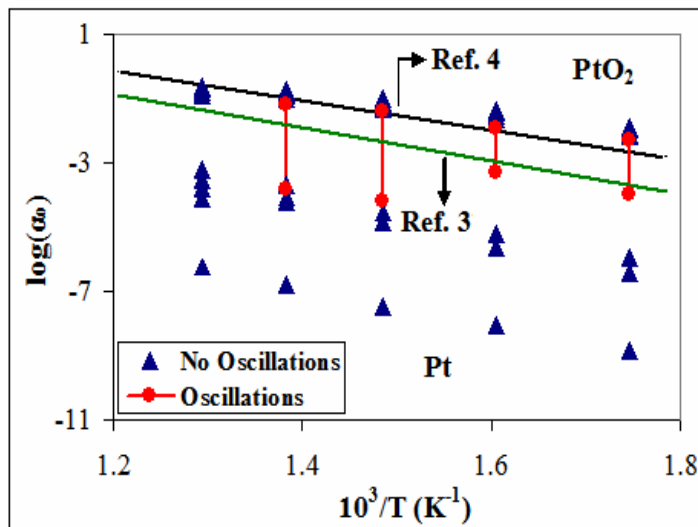 1
Ref. 4
PtO2
-3
log(αo)
Ref. 3
-7
No Oscillations
Pt
Oscillations
-11
1.2 1.4 1.6 1.8
10³/T (K⁻¹)